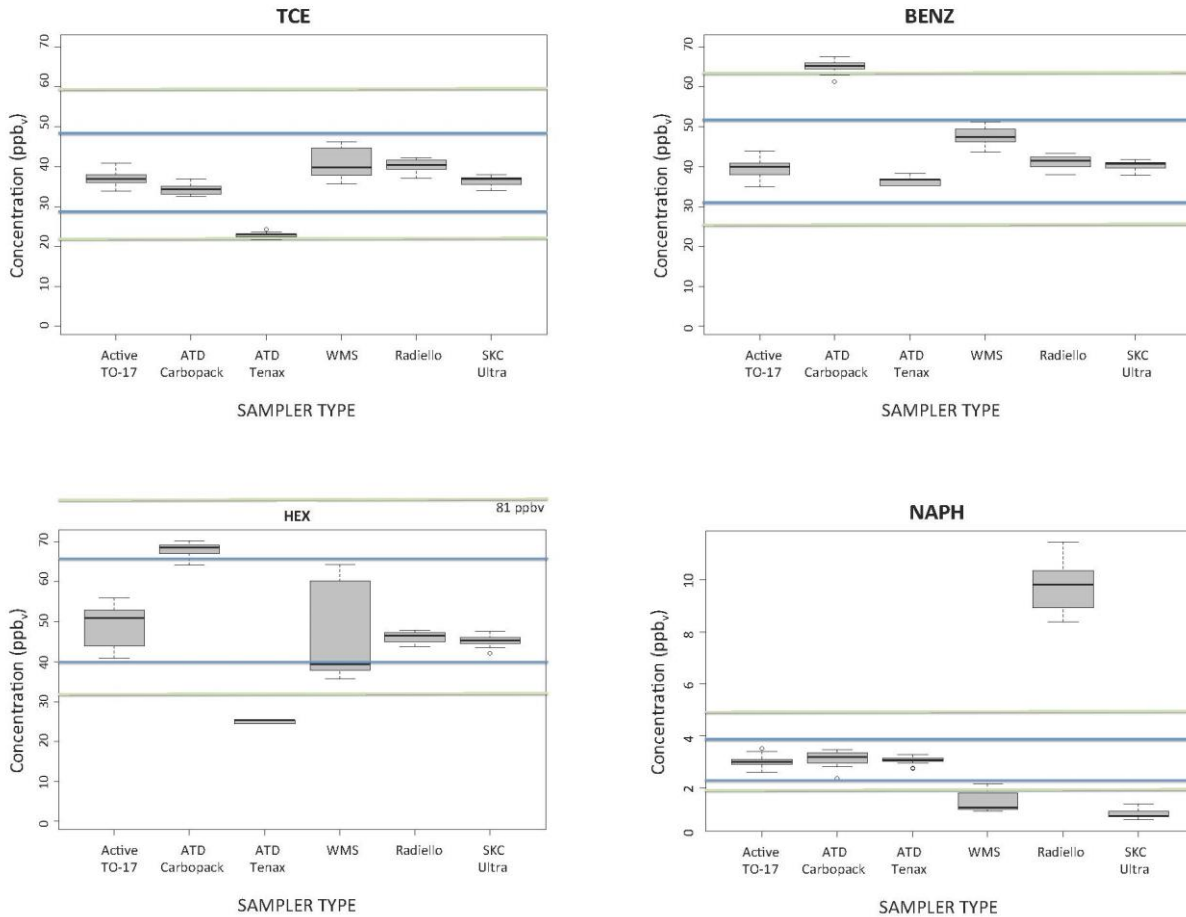 TCE
Concentration (ppbv)
70
60
50
40
30
20
10
0
Active
TO-17
ATD
Carbopack
ATD
Tenax
WMS
Radiello
SKC
Ultra
SAMPLER TYPE
BENZ
Concentration (ppbv)
70
60
50
40
30
20
10
0
Active
TO-17
ATD
Carbopack
ATD
Tenax
WMS
Radiello
SKC
Ultra
SAMPLER TYPE
81 ppbv
HEX
Concentration (ppbv)
70
60
50
40
30
20
10
0
Active
TO-17
ATD
Carbopack
ATD
Tenax
WMS
Radiello
SKC
Ultra
SAMPLER TYPE
NAPH
Concentration (ppbv)
10
8
6
4
2
0
Active
TO-17
ATD
Carbopack
ATD
Tenax
WMS
Radiello
SKC
Ultra
SAMPLER TYPE